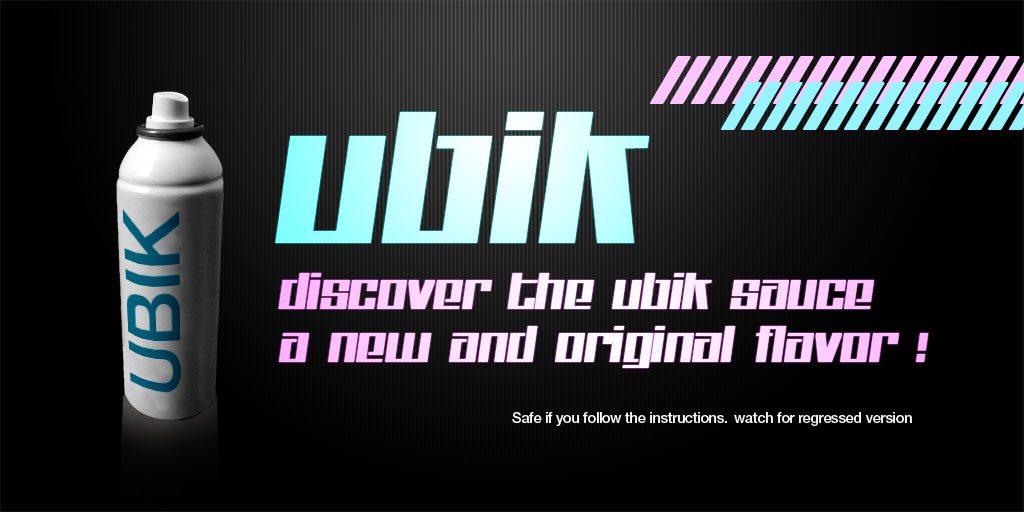 UBIK
ubik
discover the ubik sauce
a new and original flavor !
Safe if you follow the instructions. watch for regressed version